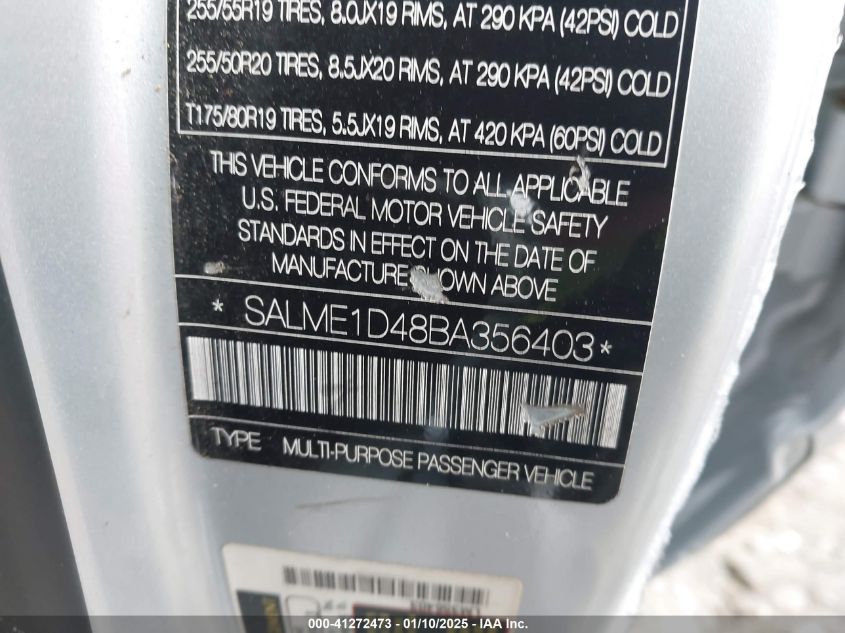 255/55R19 TIRES, 8.0JX19 RIMS, AT 290 KPA (42PSI) COLD
255/50R20 TIRES, 8.5JX20 RIMS, AT 290 KPA (42PSI) COLD
T175/80R19 TIRES, 5.5JX19 RIMS, AT 420 KPA (60PSI) COLD
THIS VEHICLE CONFORMS TO ALL APPLICABLE
U.S. FEDERAL MOTOR VEHICLE SAFETY
STANDARDS IN EFFECT ON THE DATE OF
MANUFACTURE SHOWN ABOVE
* SALME1D48BA356403 *
TYPE MULTI-PURPOSE PASSENGER VEHICLE
000-41272473 — 01/10/2025 — IAA Inc.